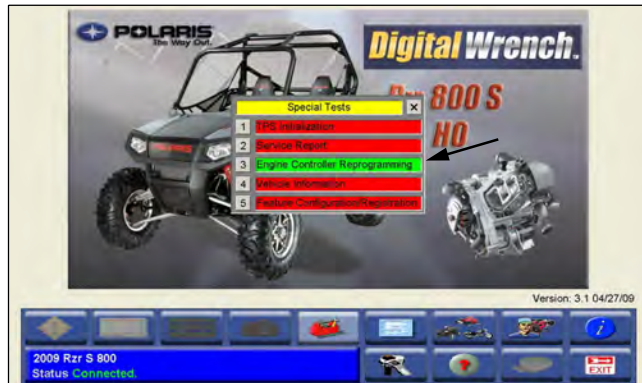 POLARIS
The Way Out.
Digital Wrench
Rzr 800 S
HO
Special Tests
1 TPS Initialization
2 Service Report
3 Engine Controller Reprogramming
4 Vehicle Information
5 Feature Configuration/Registration
Version: 3.1 04/27/09
2009 Rzr S 800
Status Connected.
i
EXIT